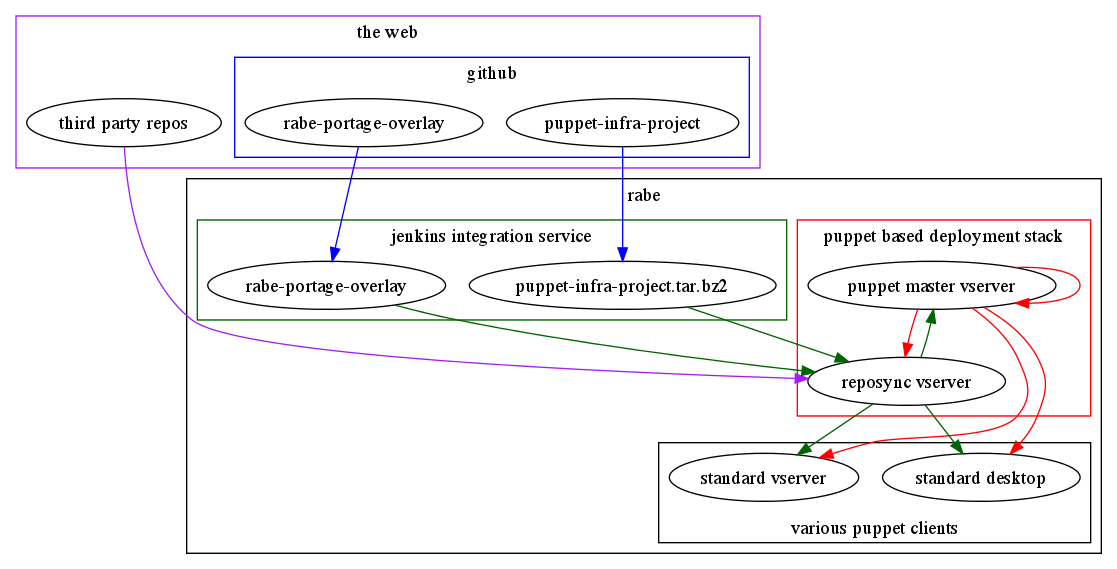 the web
github
third party repos
rabe-portage-overlay
puppet-infra-project
rabe
jenkins integration service
puppet based deployment stack
rabe-portage-overlay
puppet-infra-project.tar.bz2
puppet master vserver
reposync vserver
standard vserver
standard desktop
various puppet clients